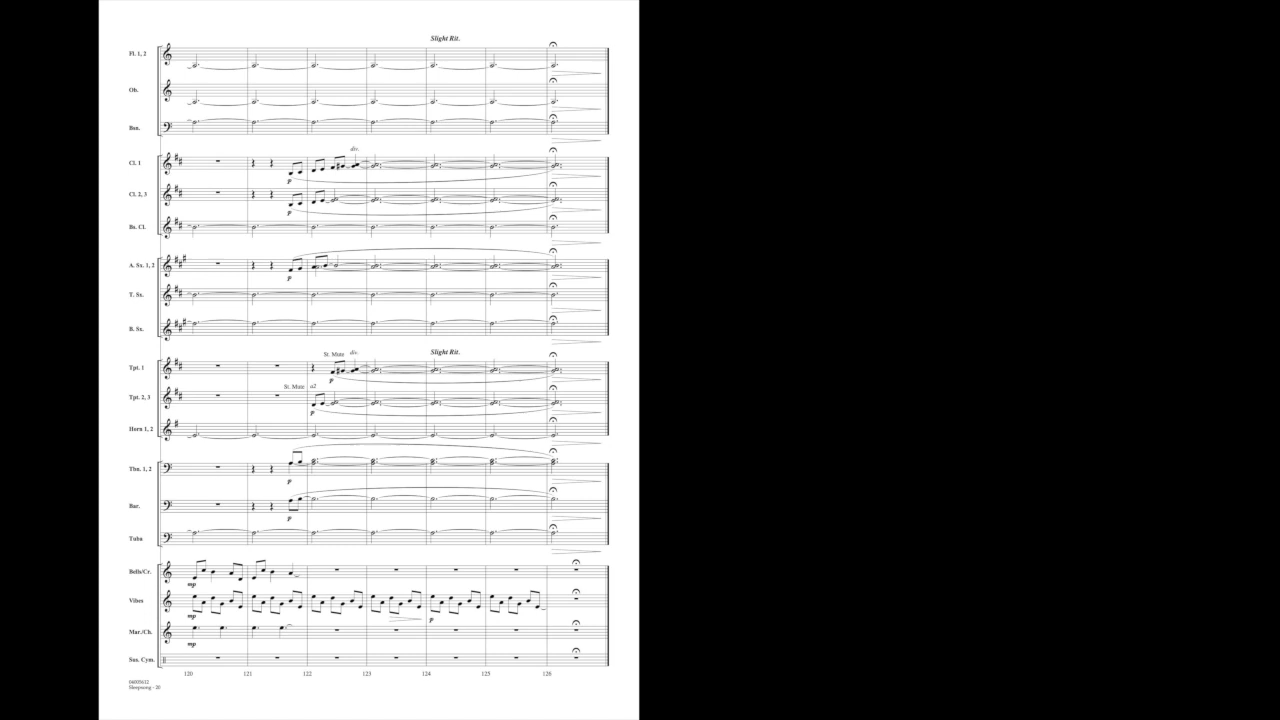 Slight Rit.
Fl. 1, 2
Ob.
Bsn.
div.
Cl. 1
p
Cl. 2, 3
p
Bs. Cl.
A. Sx. 1, 2
p
T. Sx.
B. Sx.
St. Mute div. Slight Rit.
Tpt. 1
p
St. Mute a2
Tpt. 2, 3
p
Horn 1, 2
Tbn. 1, 2
p
Bar.
p
Tuba
Bells/Cr.
mp
Vibes
mp p
Mar./Ch.
mp
Sus. Cym.
120 121 122 123 124 125 126
04005612
Sleepsong - 20